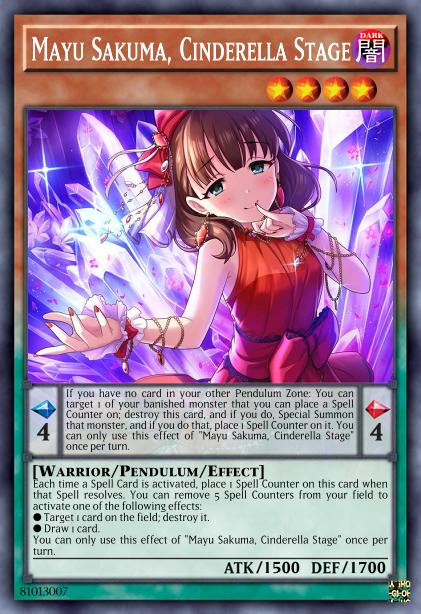 Mayu Sakuma, Cinderella Stage
DARK
闇
If you have no card in your other Pendulum Zone: You can
target 1 of your banished monster that you can place a Spell
Counter on; destroy this card, and if you do, Special Summon
that monster, and if you do that, place 1 Spell Counter on it. You
can only use this effect of "Mayu Sakuma, Cinderella Stage"
once per turn.
4
4
[Warrior/Pendulum/Effect]
Each time a Spell Card is activated, place 1 Spell Counter on this card when
that Spell resolves. You can remove 5 Spell Counters from your field to
activate one of the following effects:
● Target 1 card on the field; destroy it.
● Draw 1 card.
You can only use this effect of "Mayu Sakuma, Cinderella Stage" once per
turn.
ATK/1500 DEF/1700
81013007